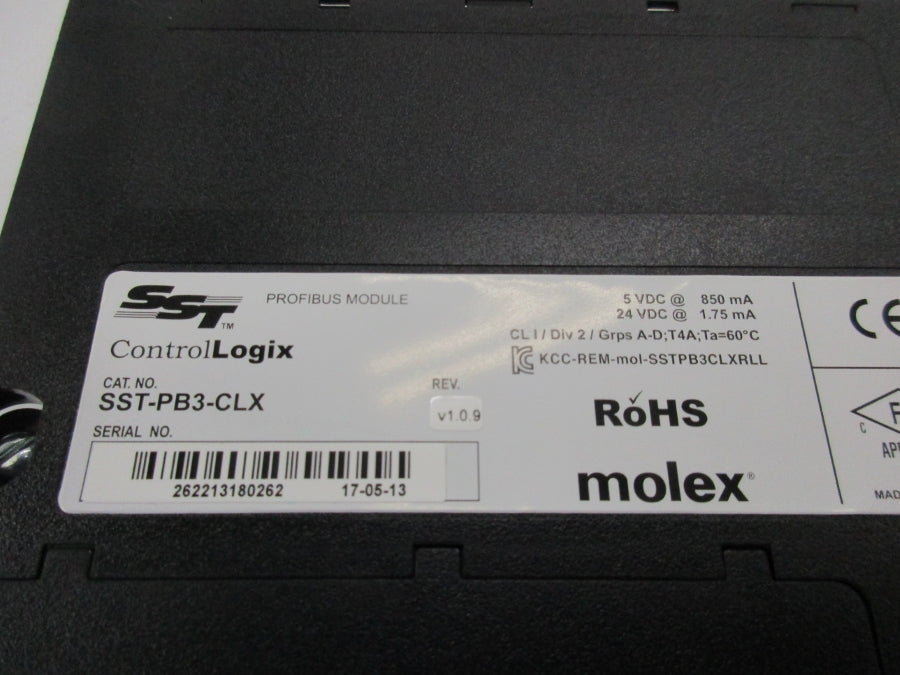 SST TM
PROFIBUS MODULE
ControlLogix
CAT. NO.
SST-PB3-CLX
REV.
v1.0.9
SERIAL NO.
262213180262 17-05-13
5 VDC @ 850 mA
24 VDC @ 1.75 mA
CL I / Div 2 / Grps A-D;T4A;Ta=60°C
KCC-REM-mol-SSTPB3CLXRLL
RoHS
molex®
CE
C
MAD